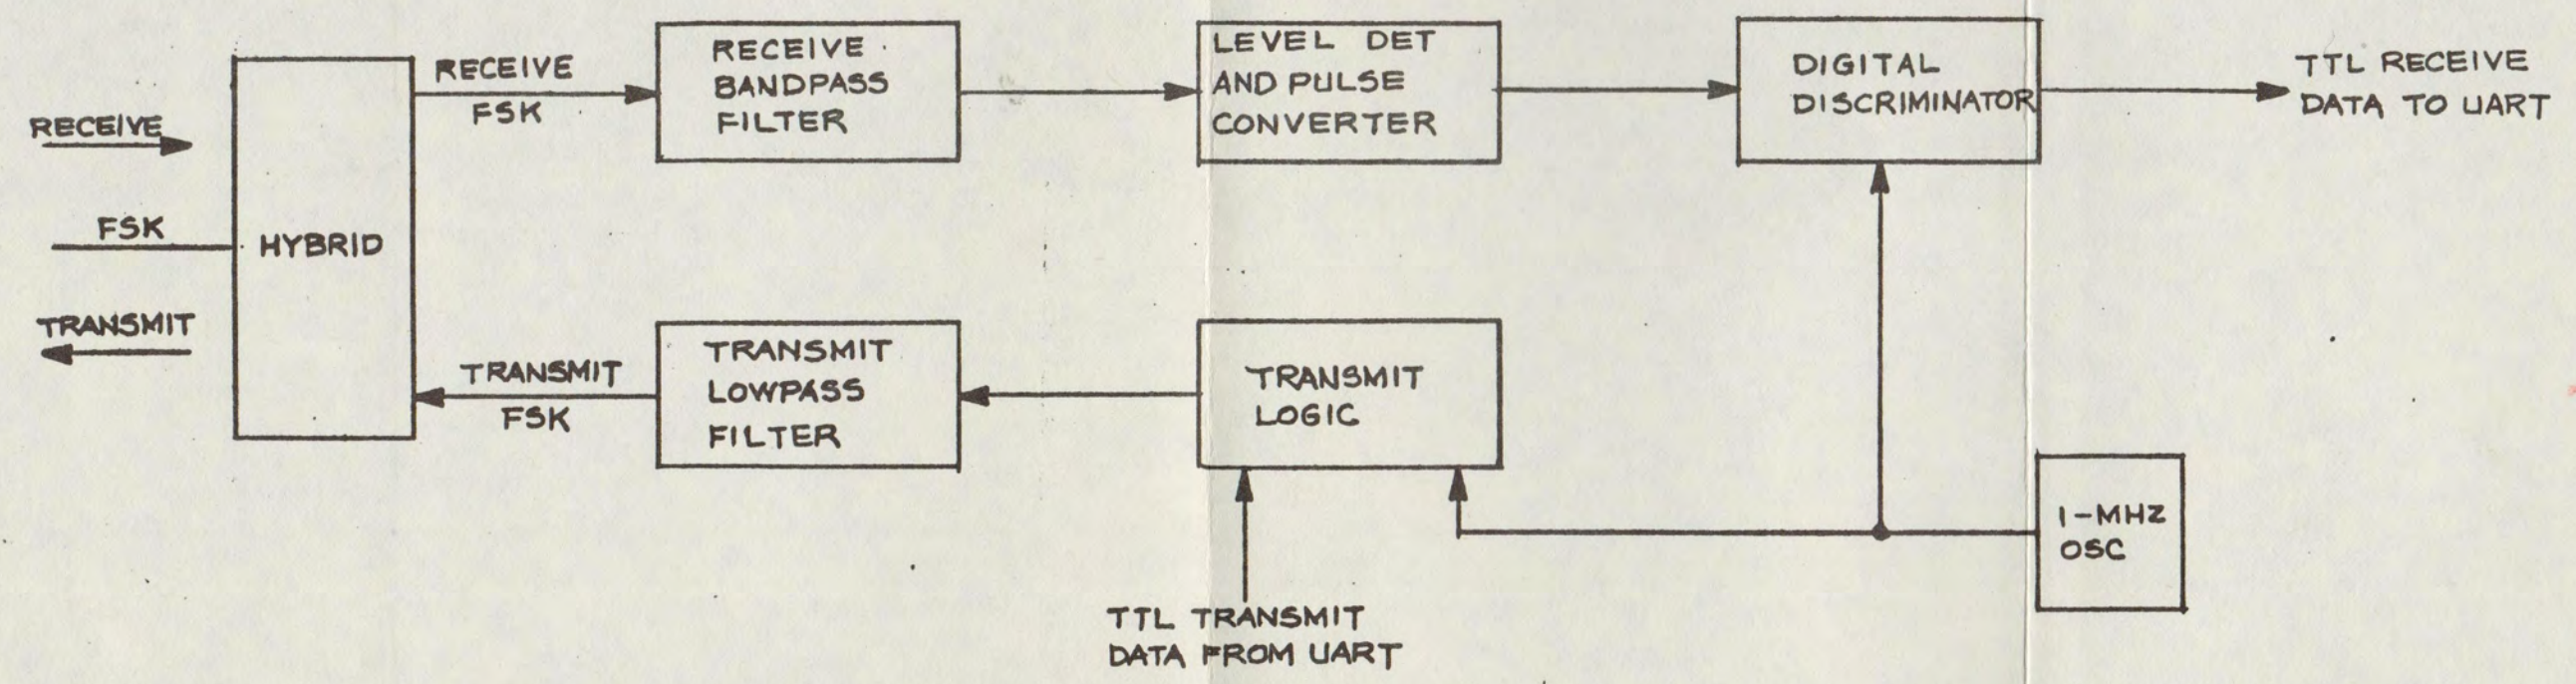 RECEIVE
FSK
TRANSMIT
HYBRID
RECEIVE
FSK
RECEIVE
BANDPASS
FILTER
LEVEL DET
AND PULSE
CONVERTER
DIGITAL
DISCRIMINATOR
TTL RECEIVE
DATA TO UART
TRANSMIT
FSK
TRANSMIT
LOWPASS
FILTER
TRANSMIT
LOGIC
TTL TRANSMIT
DATA FROM UART
1-MHZ
OSC